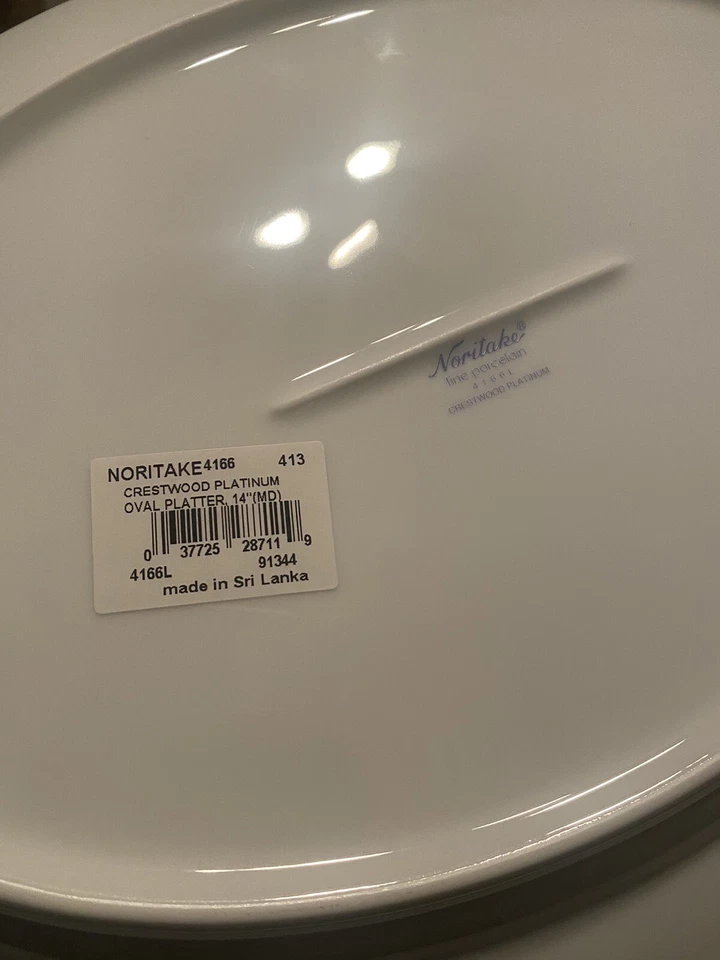 Noritake®
fine porcelain
4166L
CRESTWOOD PLATINUM
NORITAKE 4166 413
CRESTWOOD PLATINUM
OVAL PLATTER, 14"(MD)
0 37725 28711 9
4166L 91344
made in Sri Lanka